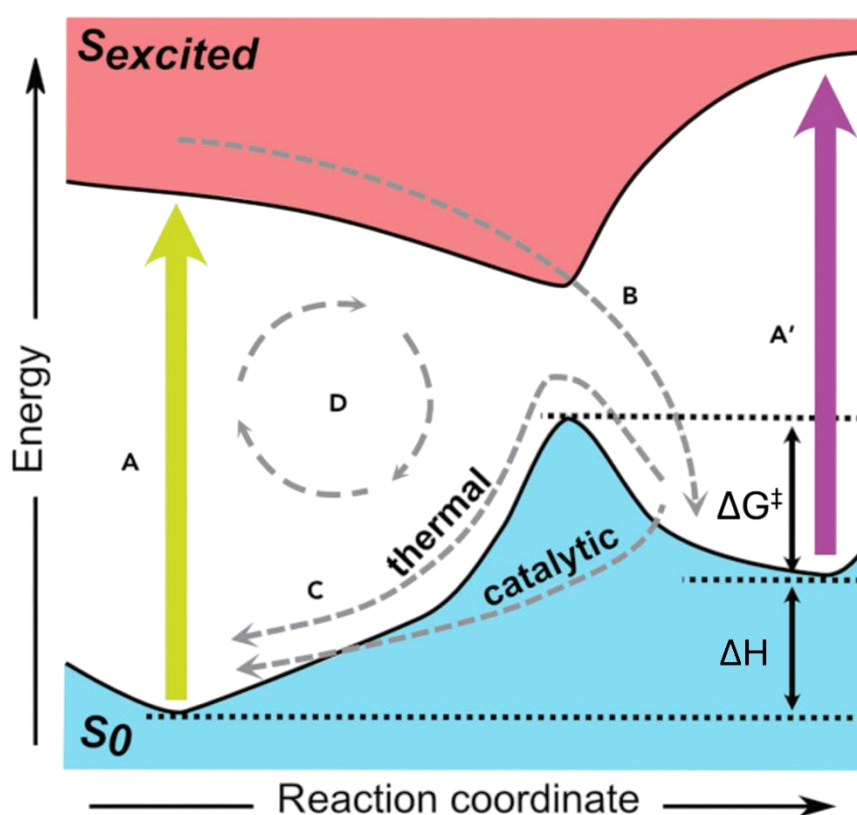 Sexcited
B
A′
D
A
Energy
thermal
catalytic
C
ΔG‡
ΔH
S0
Reaction coordinate